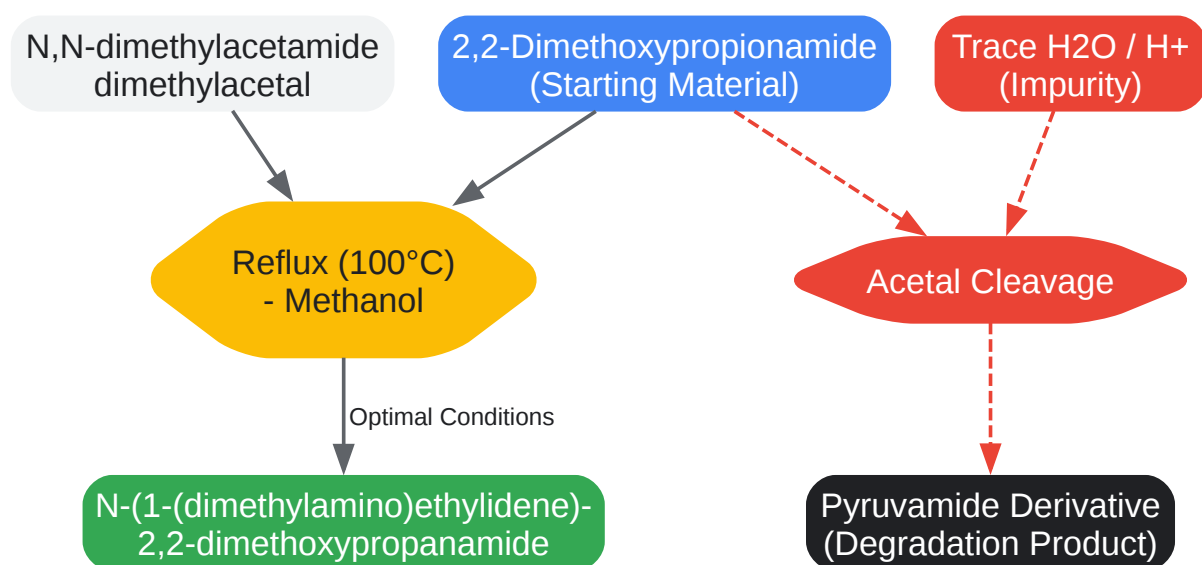 N,N-dimethylacetamide
dimethylacetal
2,2-Dimethoxypropionamide
(Starting Material)
Trace H2O / H+
(Impurity)
Reflux (100°C)
- Methanol
Acetal Cleavage
Optimal Conditions
N-(1-(dimethylamino)ethylidene)-
2,2-dimethoxypropanamide
Pyruvamide Derivative
(Degradation Product)